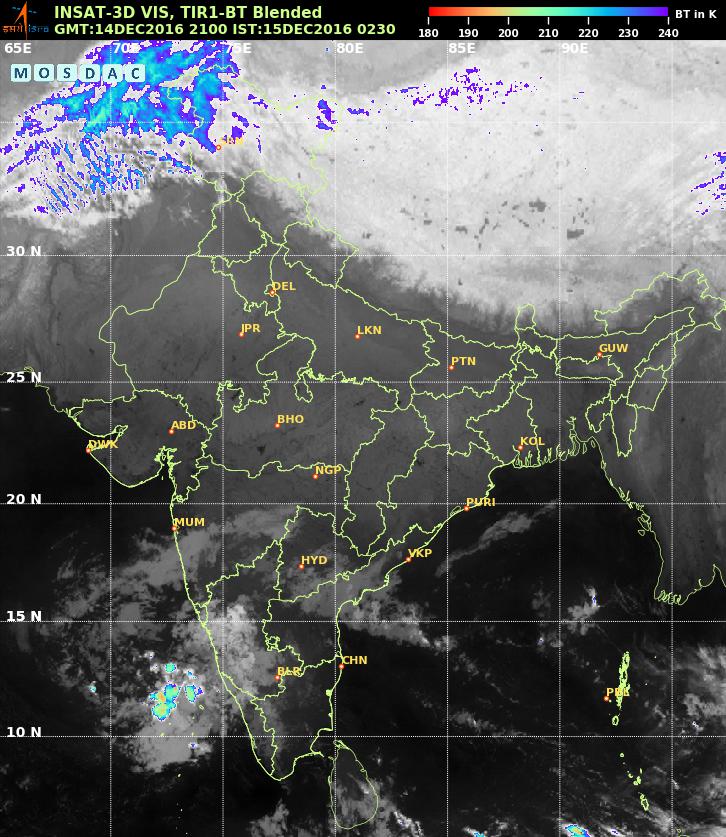 INSAT-3D VIS, TIR1-BT Blended
GMT:14DEC2016 2100 IST:15DEC2016 0230
BT in K
180 190 200 210 220 230 240
65E 70E 75E 80E 85E 90E
M O S D A C
30 N
DEL
JPR LKN
GUW
PTN
25 N
ABD BHO
DWK KOL
NGP
20 N
PURI
MUM
VKP
HYD
15 N
BLR CHN
PBL
10 N